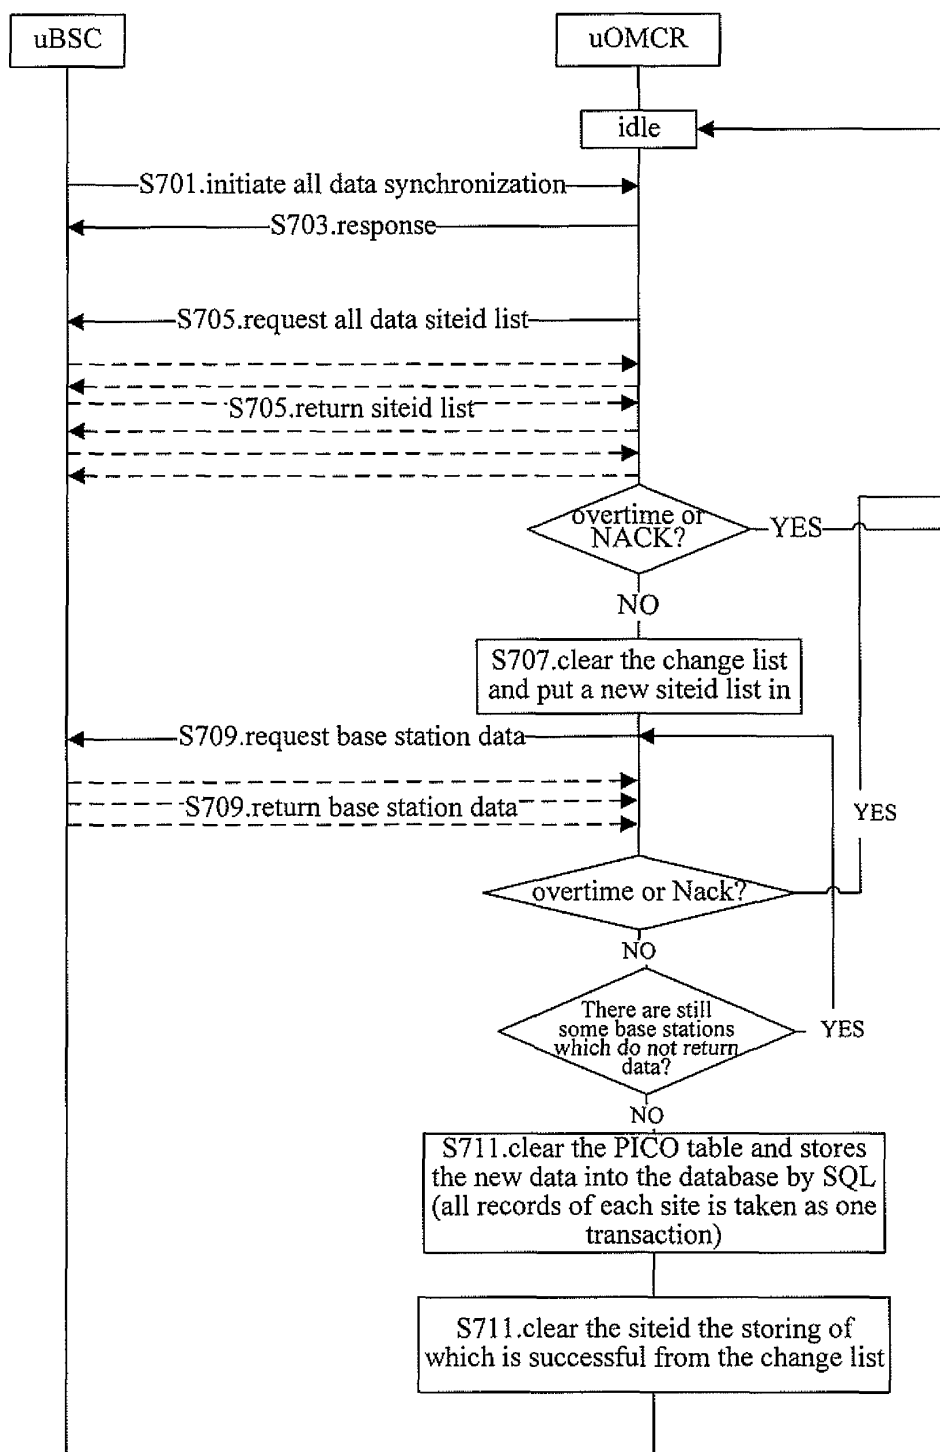 uBSC
uOMCR
idle
S701.initiate all data synchronization
S703.response
S705.request all data siteid list
S705.return siteid list
overtime or
NACK?
YES
NO
S707.clear the change list
and put a new siteid list in
S709.request base station data
S709.return base station data
YES
overtime or Nack?
NO
There are still
some base stations
which do not return
data?
YES
NO
S711.clear the PICO table and stores
the new data into the database by SQL
(all records of each site is taken as one
transaction)
S711.clear the siteid the storing of
which is successful from the change list